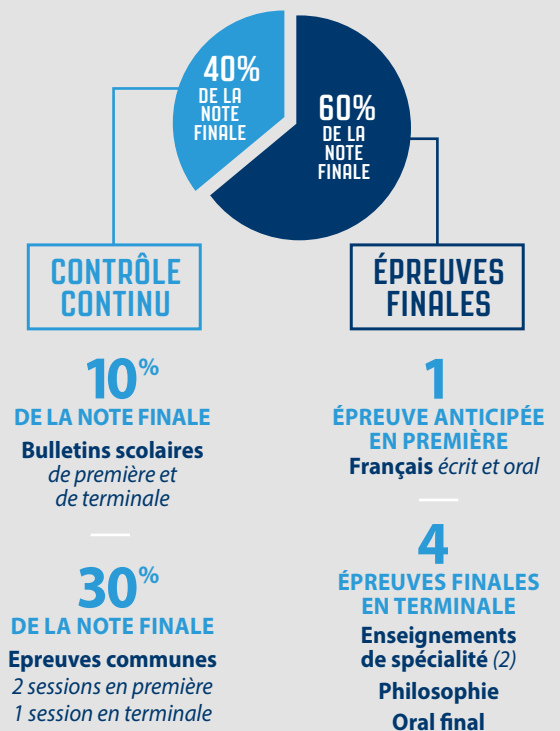 40%
DE LA
NOTE
FINALE
60%
DE LA
NOTE
FINALE
CONTRÔLE
CONTINU
10%
DE LA NOTE FINALE
Bulletins scolaires
de première et
de terminale
30%
DE LA NOTE FINALE
Epreuves communes
2 sessions en première
1 session en terminale
ÉPREUVES
FINALES
1
ÉPREUVE ANTICIPÉE
EN PREMIÈRE
Français écrit et oral
4
ÉPREUVES FINALES
EN TERMINALE
Enseignements
de spécialité (2)
Philosophie
Oral final